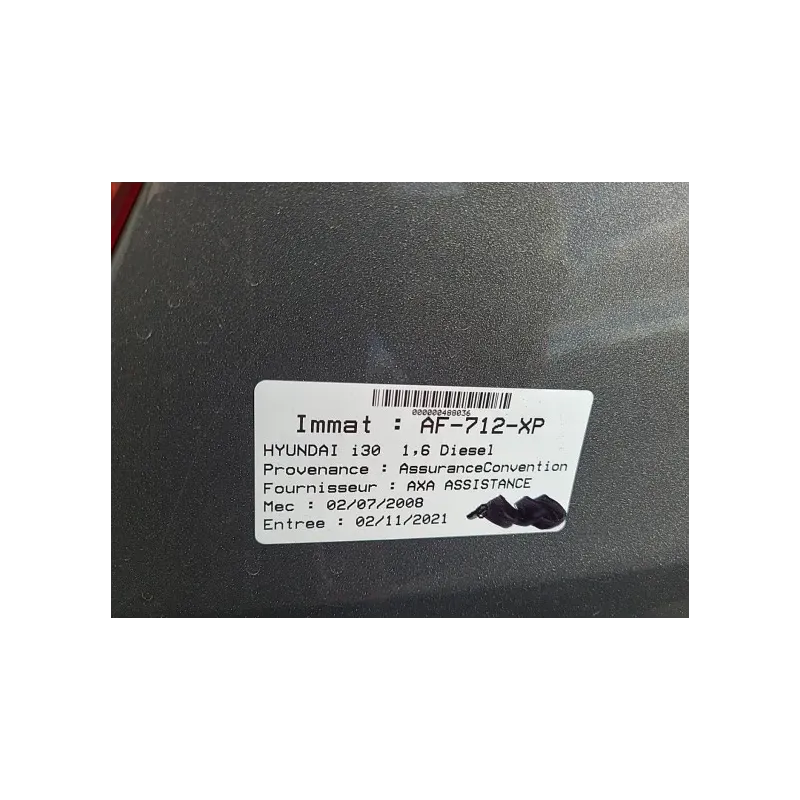 000000488036
Immat : AF-712-XP
HYUNDAI i30 1,6 Diesel
Provenance : AssuranceConvention
Fournisseur : AXA ASSISTANCE
Mec : 02/07/2008
Entree : 02/11/2021